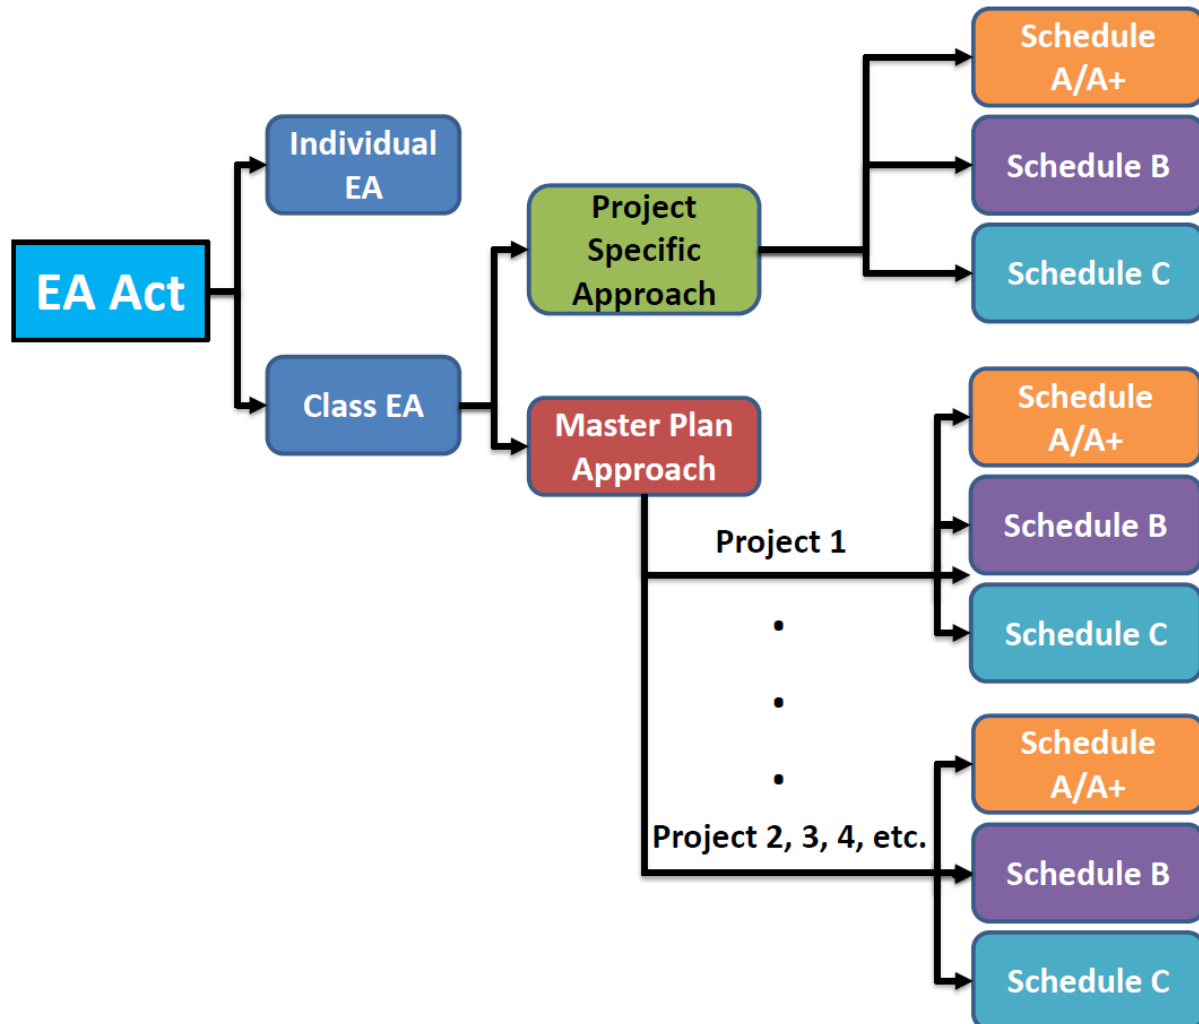 Schedule
A/A+
Individual
EA
Schedule B
Project
Specific
Approach
EA Act
Schedule C
Class EA
Master Plan
Approach
Schedule
A/A+
Project 1
Schedule B
Schedule C
Schedule
A/A+
Project 2, 3, 4, etc.
Schedule B
Schedule C